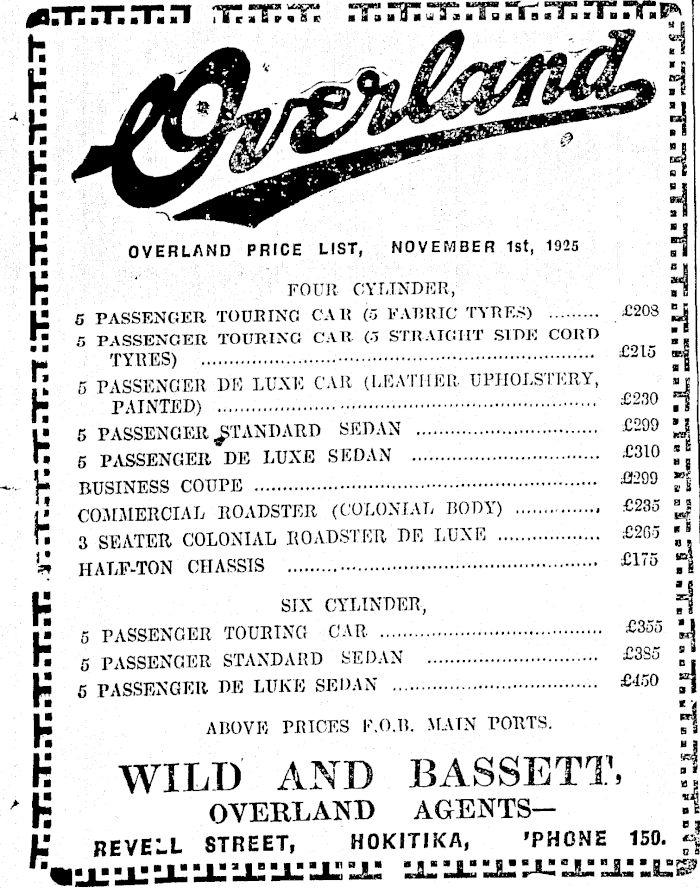 Overland
OVERLAND PRICE LIST, NOVEMBER 1st, 1925
FOUR CYLINDER,
5 PASSENGER TOURING CAR (5 FABRIC TYRES) ......... £208
5 PASSENGER TOURING CAR (5 STRAIGHT SIDE CORD
TYRES) ......... £215
5 PASSENGER DE LUXE CAR (LEATHER UPHOLSTERY,
PAINTED) ......... £230
5 PASSENGER STANDARD SEDAN ......... £299
5 PASSENGER DE LUXE SEDAN ......... £310
BUSINESS COUPE ......... £299
COMMERCIAL ROADSTER (COLONIAL BODY) ......... £235
3 SEATER COLONIAL ROADSTER DE LUXE ......... £265
HALF-TON CHASSIS ......... £175
SIX CYLINDER,
5 PASSENGER TOURING CAR ......... £355
5 PASSENGER STANDARD SEDAN ......... £385
5 PASSENGER DE LUKE SEDAN ......... £450
ABOVE PRICES F.O.B. MAIN PORTS.
WILD AND BASSETT,
OVERLAND AGENTS—
REVELL STREET, HOKITIKA, 'PHONE 150.